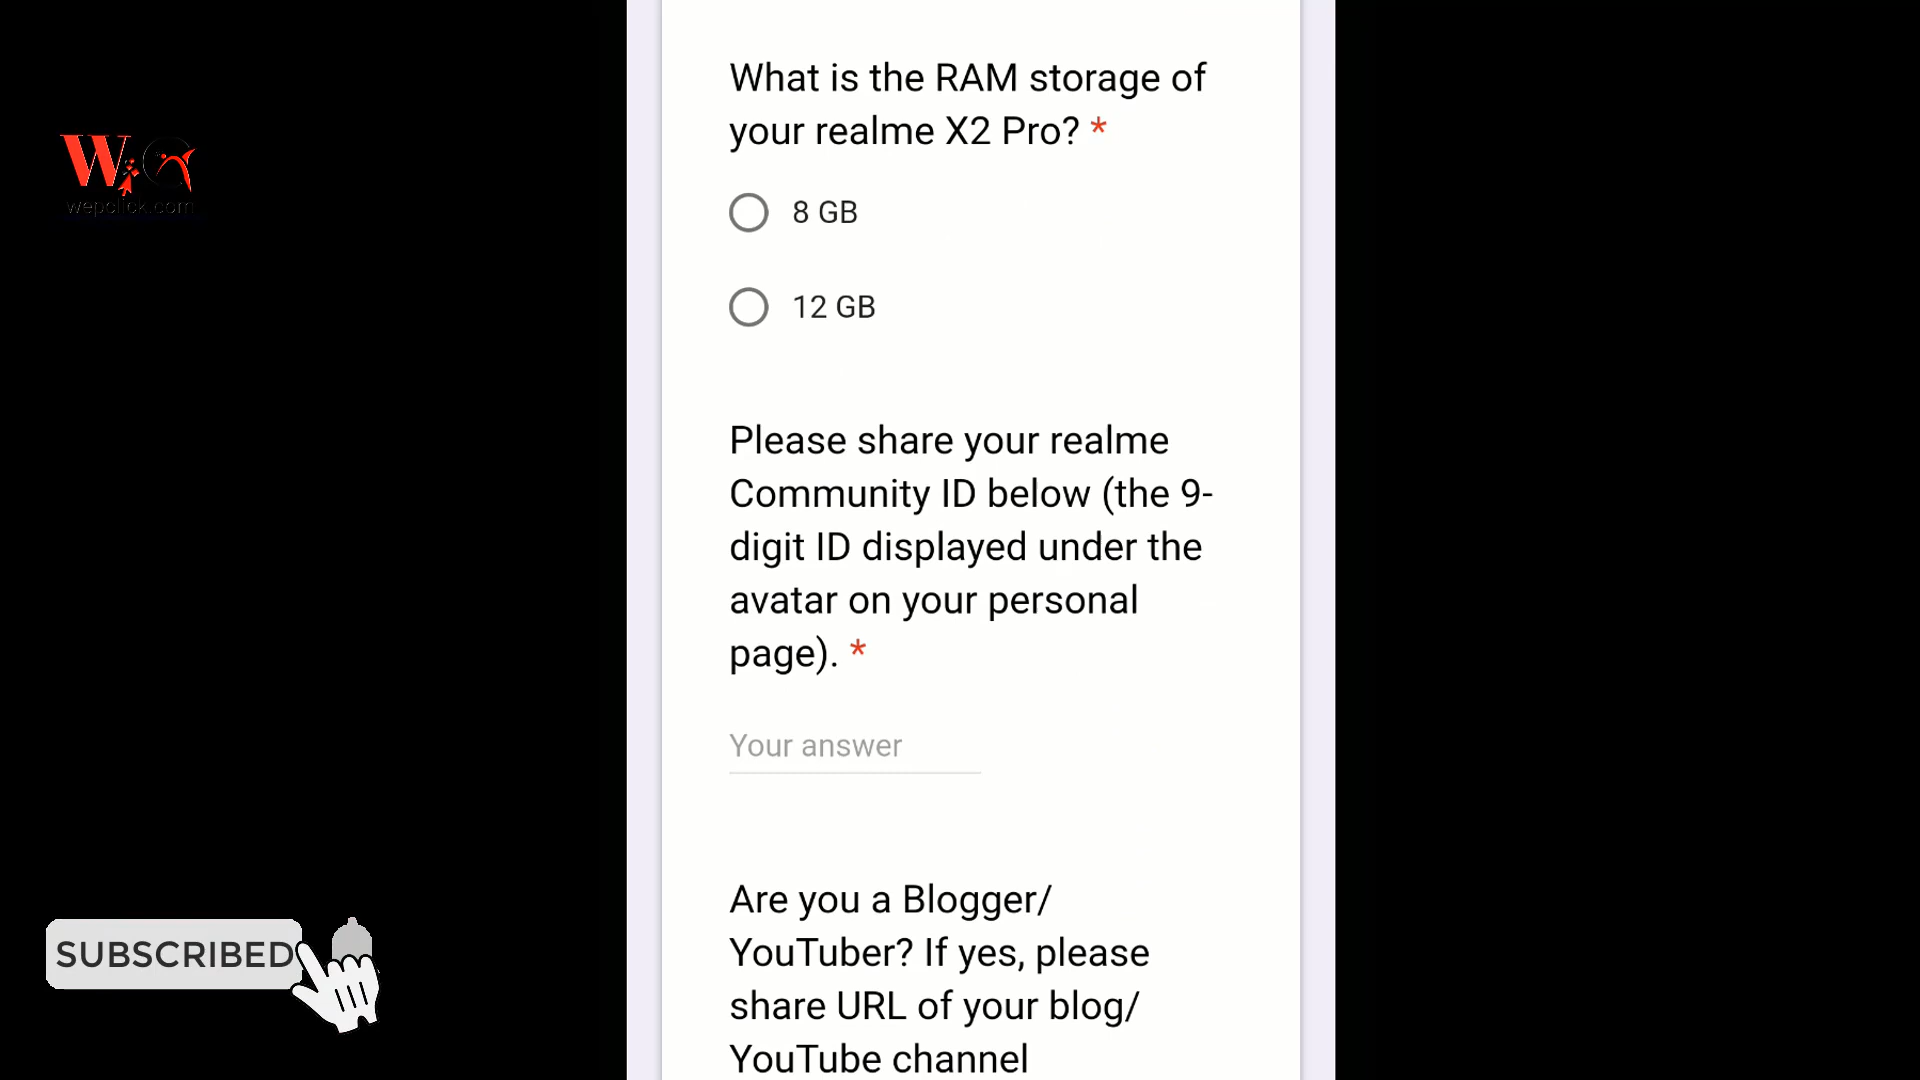 What is the RAM storage of
your realme X2 Pro? *
8 GB
12 GB
Please share your realme
Community ID below (the 9-
digit ID displayed under the
avatar on your personal
page). *
Your answer
Are you a Blogger/
YouTuber? If yes, please
share URL of your blog/
YouTube channel
W
wepclick.com
SUBSCRIBED